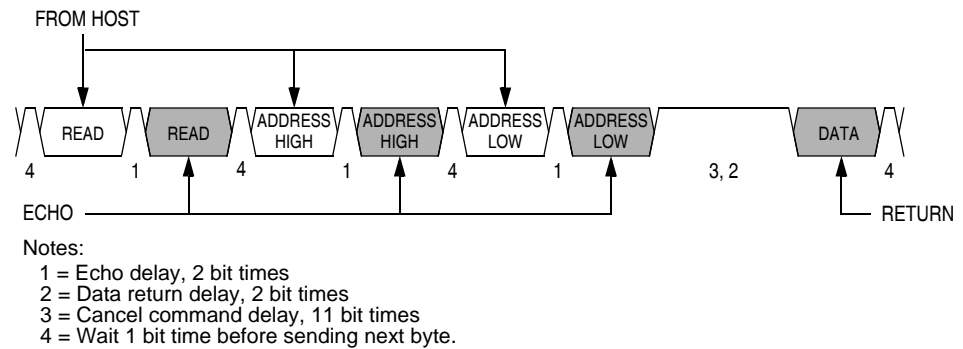 FROM HOST
READ READ ADDRESS HIGH ADDRESS HIGH ADDRESS LOW ADDRESS LOW DATA
4 1 4 1 4 1 3, 2 4
ECHO RETURN
Notes:
1 = Echo delay, 2 bit times
2 = Data return delay, 2 bit times
3 = Cancel command delay, 11 bit times
4 = Wait 1 bit time before sending next byte.